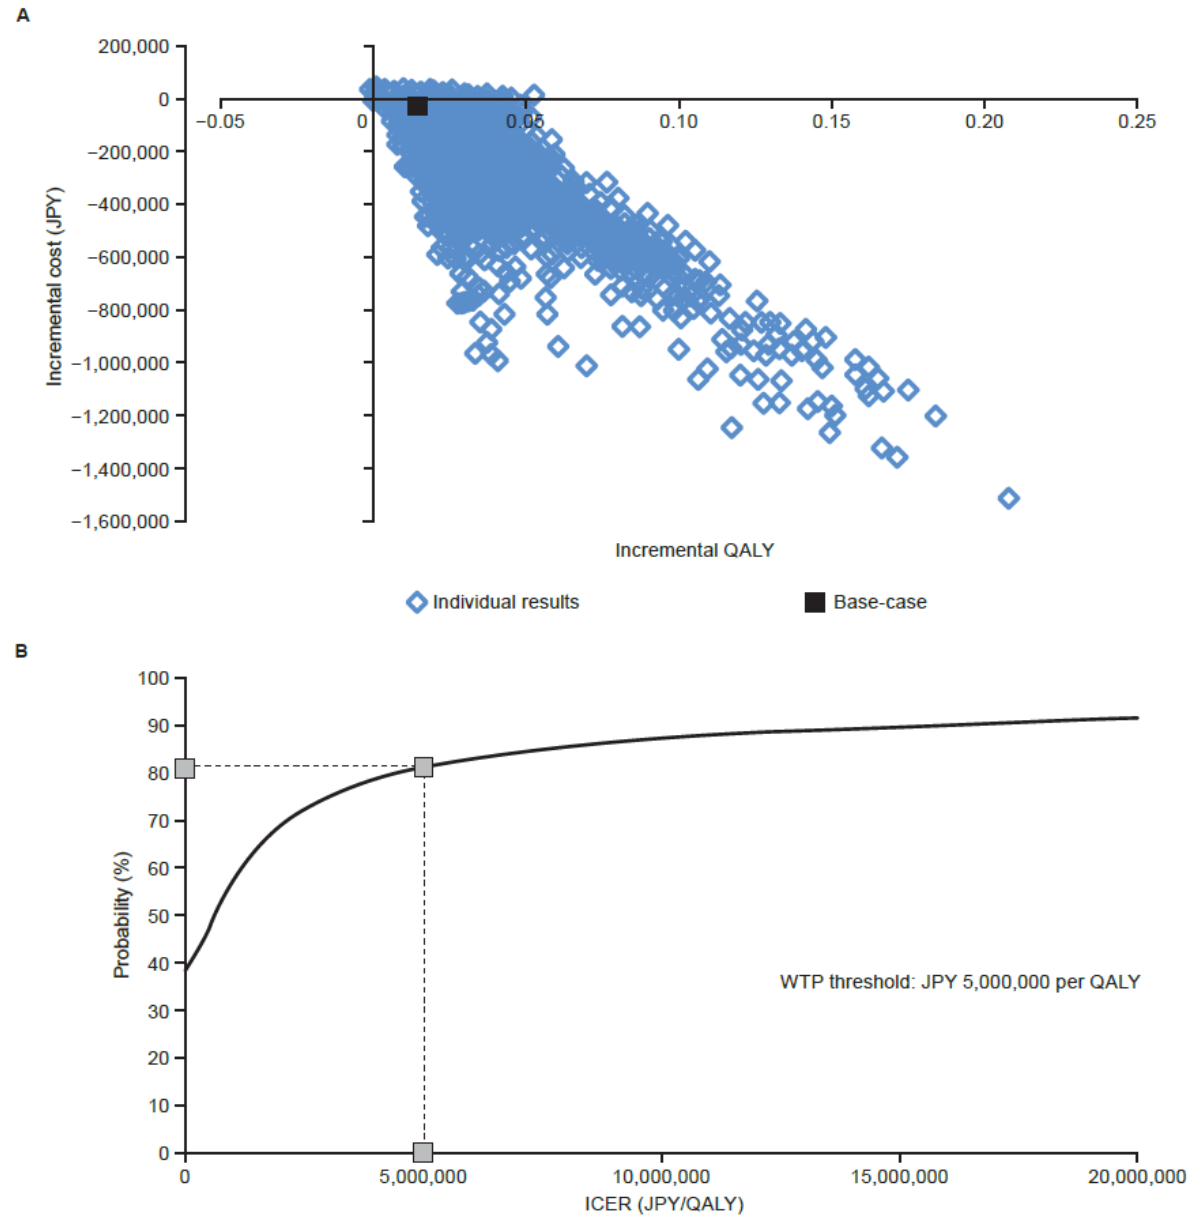 A
200,000
0
−200,000
−400,000
−600,000
−800,000
−1,000,000
−1,200,000
−1,400,000
−1,600,000
Incremental cost (JPY)
−0.05 0 0.05 0.10 0.15 0.20 0.25
Incremental QALY
Individual results Base-case
B
100
90
80
70
60
50
40
30
20
10
0
Probability (%)
WTP threshold: JPY 5,000,000 per QALY
0 5,000,000 10,000,000 15,000,000 20,000,000
ICER (JPY/QALY)